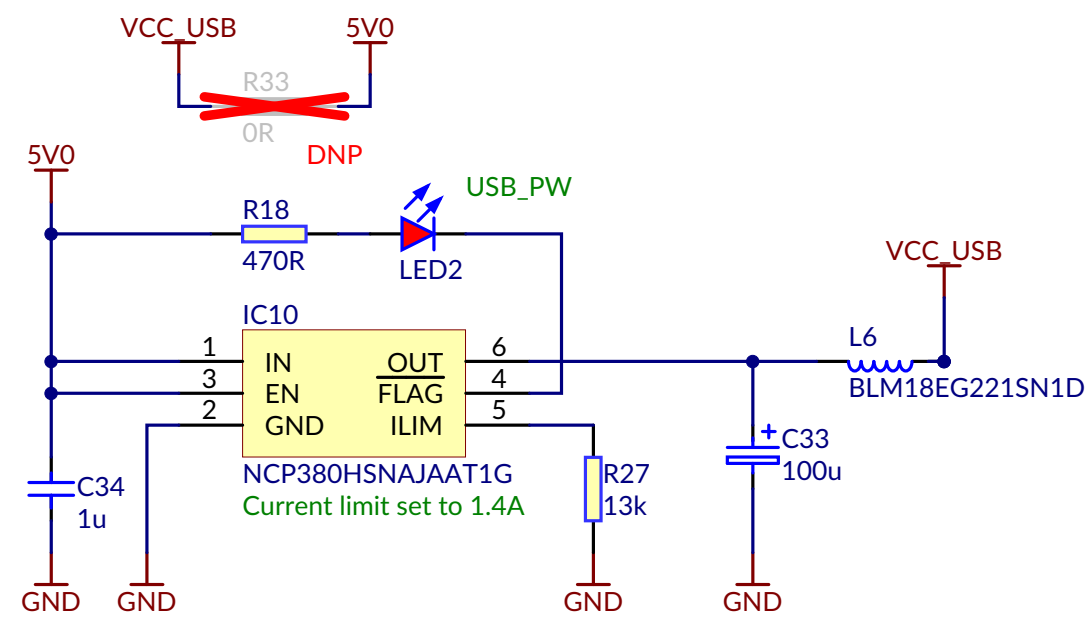 VCC_USB
5V0
R33
0R
DNP
5V0
USB_PW
R18
470R
LED2
VCC_USB
IC10
L6
BLM18EG221SN1D
1
IN
OUT
6
3
EN
FLAG
4
2
GND
ILIM
5
NCP380HSNAJAAT1G
Current limit set to 1.4A
C34
1u
R27
13k
+
C33
100u
GND
GND
GND
GND